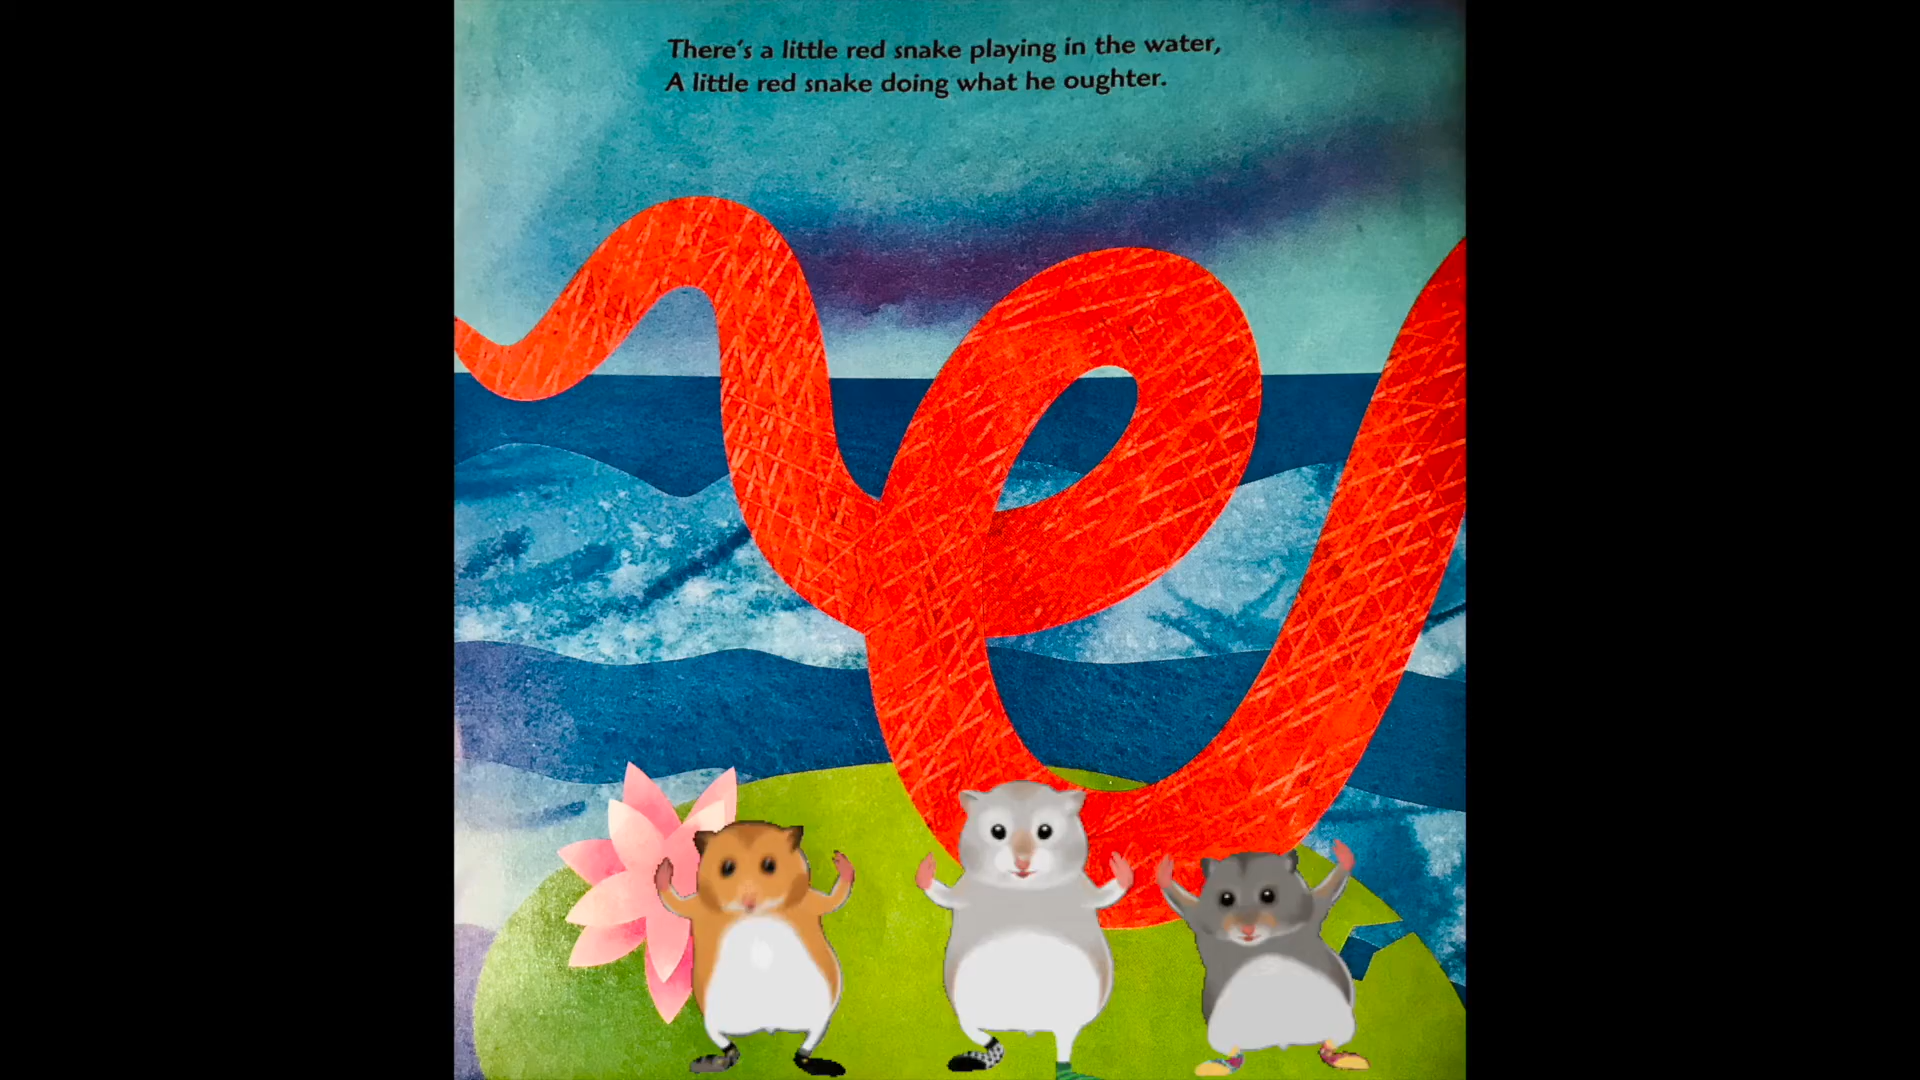 There's a little red snake playing in the water,
A little red snake doing what he oughter.